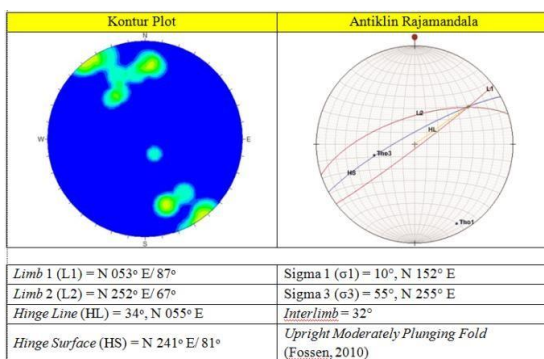 Kontur Plot
Antiklin Rajamandala
N
W
E
S
L1
L2
HL
Tho3
HS
Tho1
Limb 1 (L1) = N 053° E/ 87°
Sigma 1 (σ1) = 10°, N 152° E
Limb 2 (L2) = N 252° E/ 67°
Sigma 3 (σ3) = 55°, N 255° E
Hinge Line (HL) = 34°, N 055° E
Interlimb = 32°
Hinge Surface (HS) = N 241° E/ 81°
Upright Moderately Plunging Fold
(Fossen, 2010)